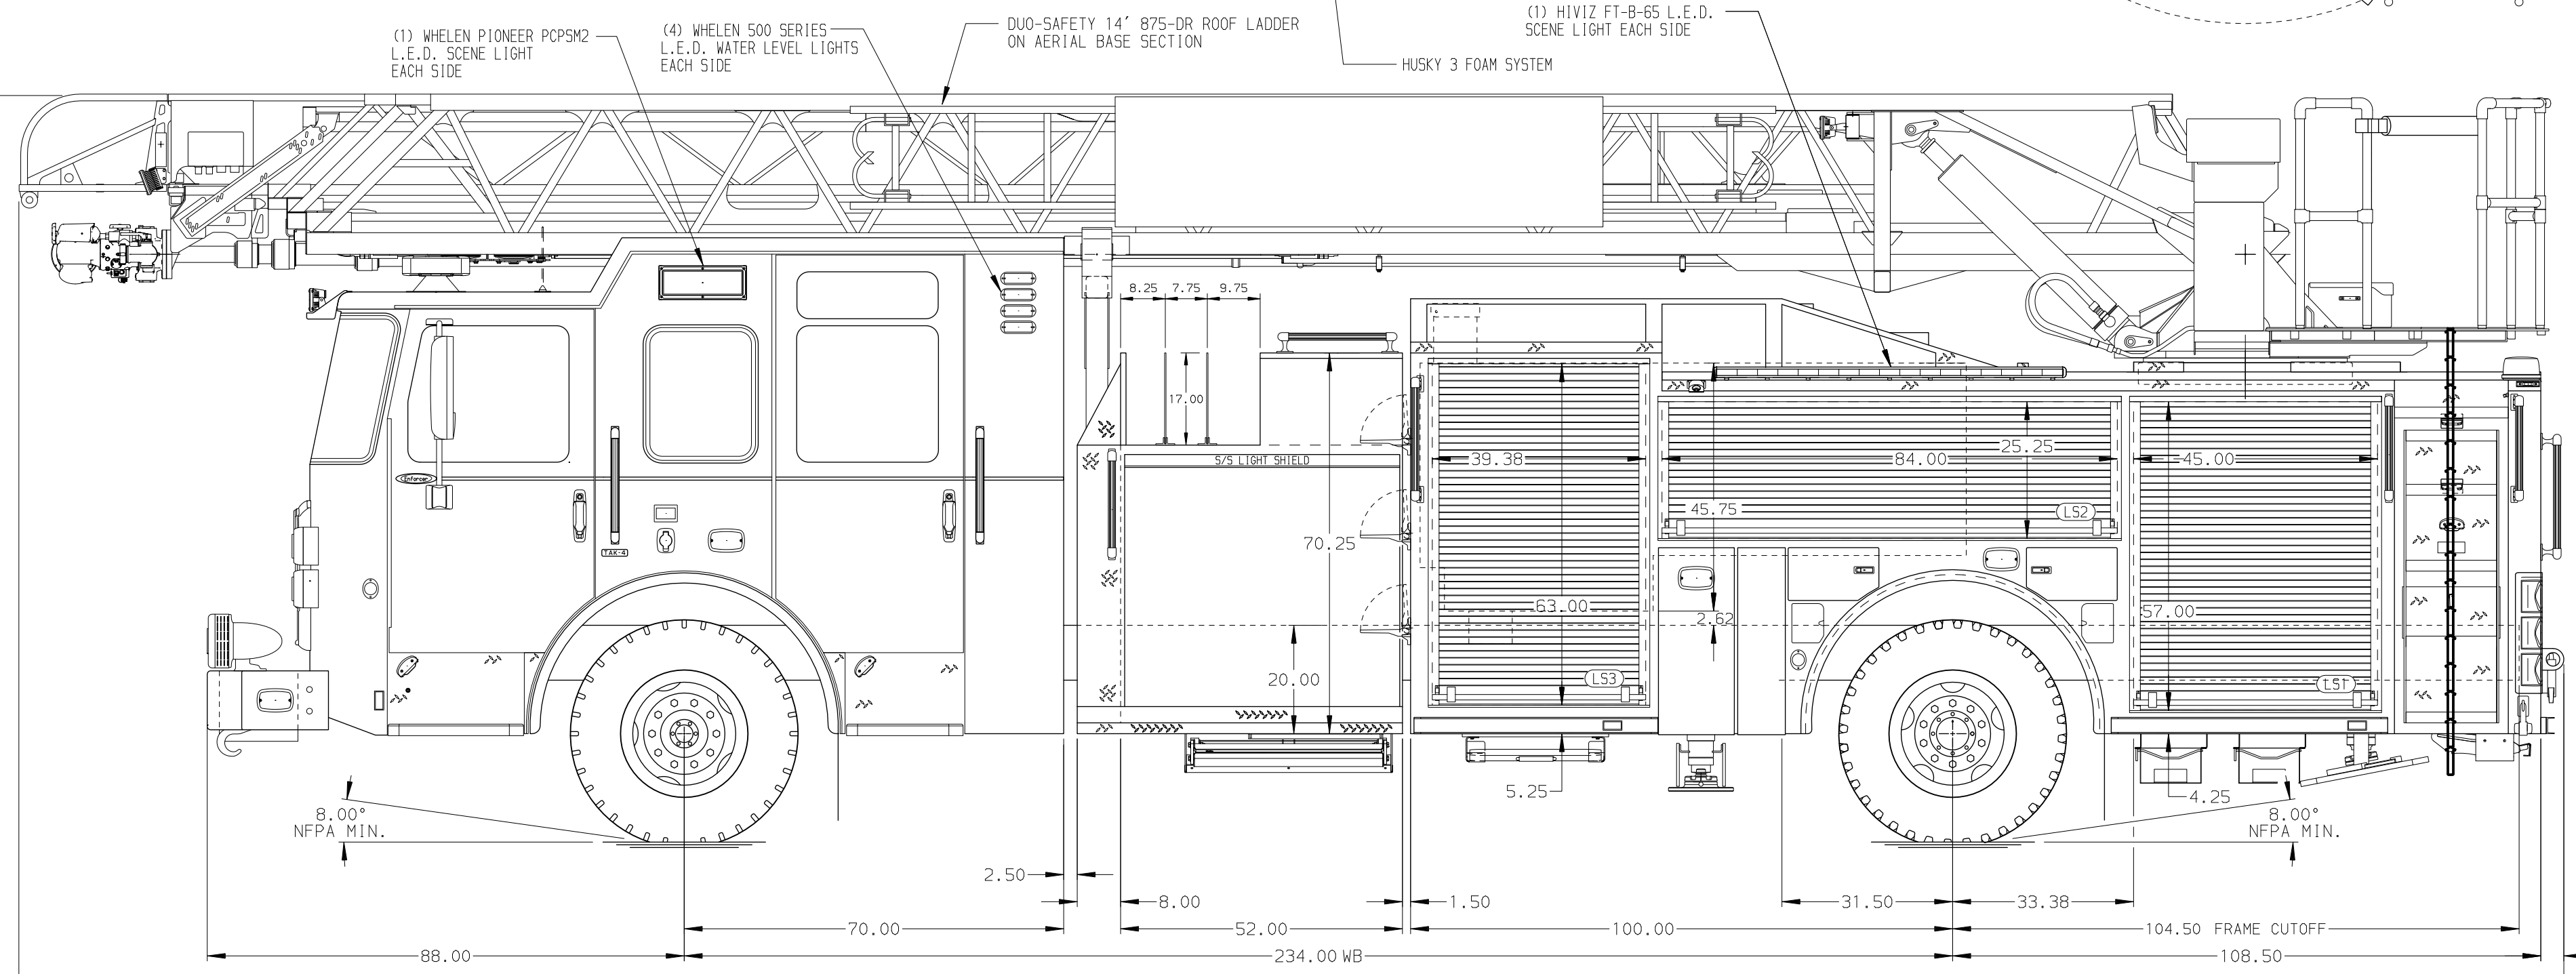 (1) WHELEN PIONEER PCPSM2
L.E.D. SCENE LIGHT
EACH SIDE
(4) WHELEN 500 SERIES
L.E.D. WATER LEVEL LIGHTS
EACH SIDE
DUO-SAFETY 14' 875-DR ROOF LADDER
ON AERIAL BASE SECTION
HUSKY 3 FOAM SYSTEM
(1) HIVIZ FT-B-65 L.E.D.
SCENE LIGHT EACH SIDE
8.25
7.75
9.75
17.00
S/S LIGHT SHIELD
39.38
84.00
25.25
45.00
Enforcer
45.75
LS2
TAK-4
70.25
63.00
2.62
57.00
20.00
LS3
LS1
5.25
4.25
8.00°
NFPA MIN.
8.00°
NFPA MIN.
2.50
8.00
1.50
31.50
33.38
70.00
52.00
100.00
104.50 FRAME CUTOFF
88.00
234.00 WB
108.50